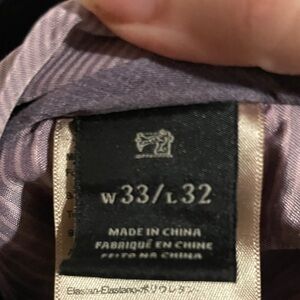 W33/L32
MADE IN CHINA
FABRIQUÉ EN CHINE
FEITO NA CHINA
Elastan-Elastano-ポリウレタン